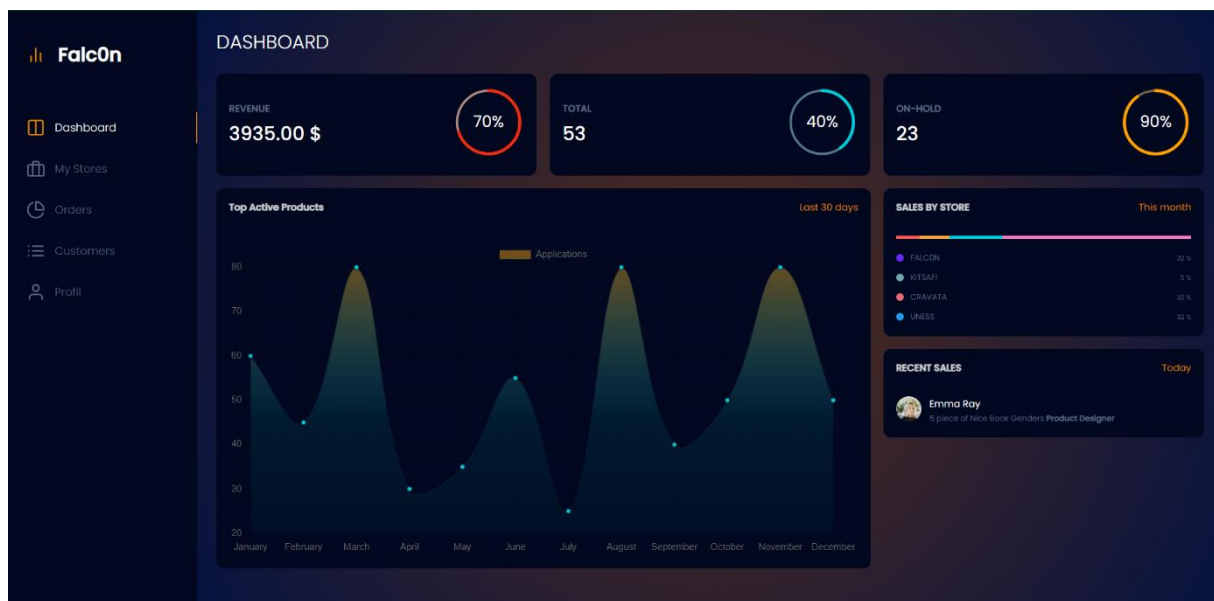 Falc0n
Dashboard
My Stores
Orders
Customers
Profil
DASHBOARD
REVENUE
3935.00 $
70%
TOTAL
53
40%
ON-HOLD
23
90%
Top Active Products
Last 30 days
Applications
80
70
60
50
40
30
20
January February March April May June July August September October November December
SALES BY STORE
This month
FALCON 32 %
KITSAFI 5 %
CRAVATA 32 %
UNESS 32 %
RECENT SALES
Today
Emma Ray
5 piece of Nice Book Genders Product Designer